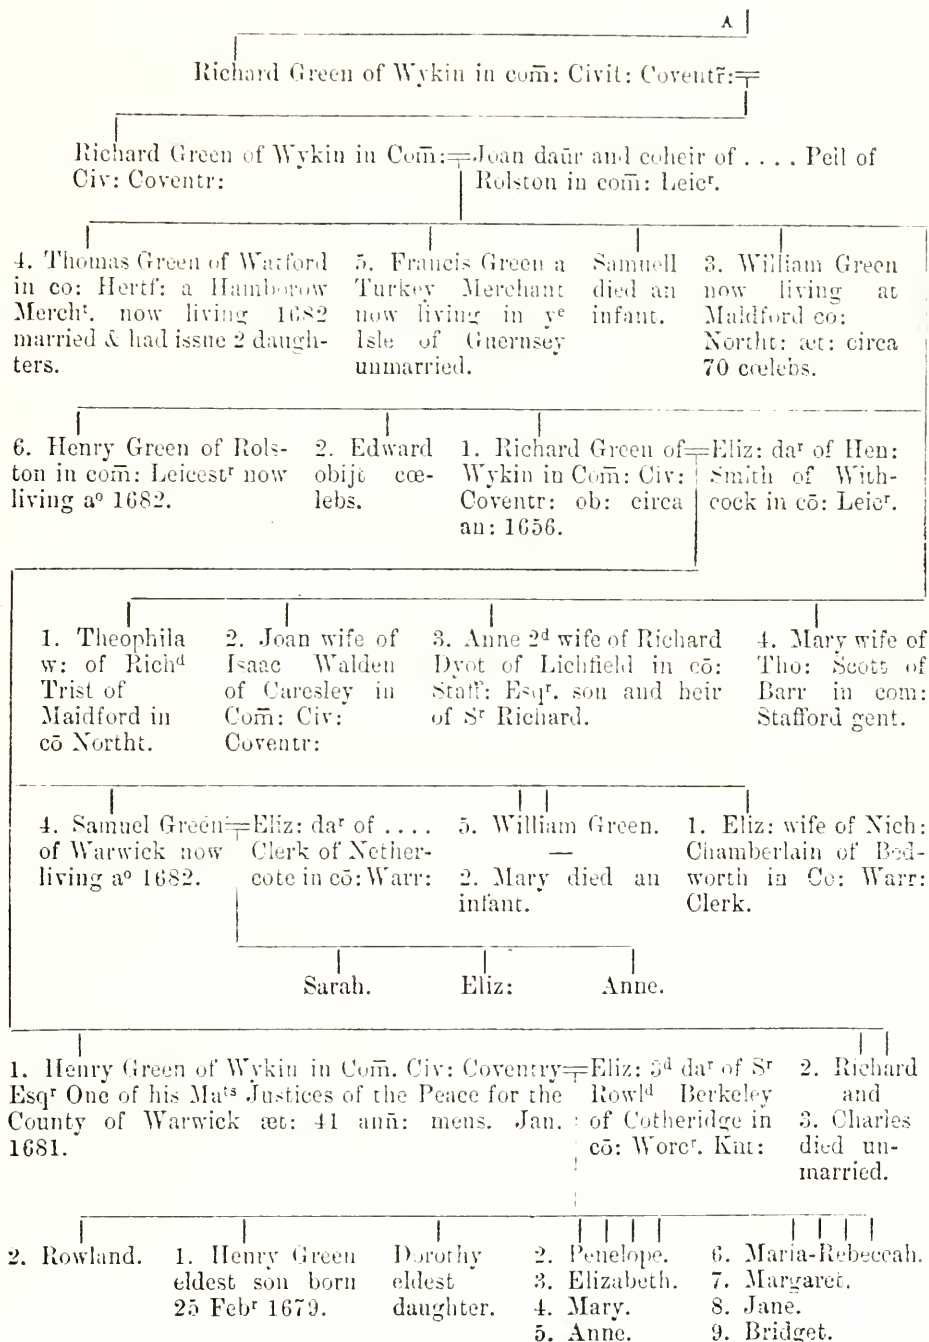 A
Richard Green of Wykin in com̄: Civit: Coventr̃:
Richard Green of Wykin in Com̄:
Civ: Coventr:
Joan daūr and coheir of . . . . Peil of
Rolston in com̄: Leicʳ.
4. Thomas Green of Watford
in co: Hertf: a Hamborow
Merchᵗ. now living 1682
married & had issue 2 daugh-
ters.
5. Francis Green a
Turkey Merchant
now living in yᵉ
Isle of Guernsey
unmarried.
Samuell
died an
infant.
3. William Green
now living at
Maidford co:
Northt: æt: circa
70 cœlebs.
6. Henry Green of Rols-
ton in com̄: Leicestʳ now
living aº 1682.
2. Edward
obijt cœ-
lebs.
1. Richard Green of
Wykin in Com̄: Civ:
Coventr: ob: circa
an: 1656.
Eliz: daʳ of Hen:
Smith of With-
cock in cō: Leicʳ.
1. Theophila
w: of Richᵈ
Trist of
Maidford in
cō Northt.
2. Joan wife of
Isaac Walden
of Caresley in
Com̄: Civ:
Coventr:
3. Anne 2ᵈ wife of Richard
Dyot of Lichfield in cō:
Staff: Esqʳ. son and heir
of Sʳ Richard.
4. Mary wife of
Tho: Scott of
Barr in com:
Stafford gent.
4. Samuel Green
of Warwick now
living aº 1682.
Eliz: daʳ of . . . .
Clerk of Nether-
cote in cō: Warr:
5. William Green.
—
2. Mary died an
infant.
1. Eliz: wife of Nich:
Chamberlain of Bed-
worth in Co: Warr:
Clerk.
Sarah. Eliz: Anne.
1. Henry Green of Wykin in Com̄. Civ: Coventry
Esqʳ One of his Maᵗˢ Justices of the Peace for the
County of Warwick æt: 41 ann̄: mens. Jan.
1681.
Eliz: 3ᵈ daʳ of Sʳ
Rowlᵈ Berkeley
of Cotheridge in
cō: Worcʳ. Knt:
2. Richard
and
3. Charles
died un-
married.
2. Rowland.
1. Henry Green
eldest son born
25 Febʳ 1679.
Dorothy
eldest
daughter.
2. Penelope.
3. Elizabeth.
4. Mary.
5. Anne.
6. Maria-Rebeccah.
7. Margaret.
8. Jane.
9. Bridget.